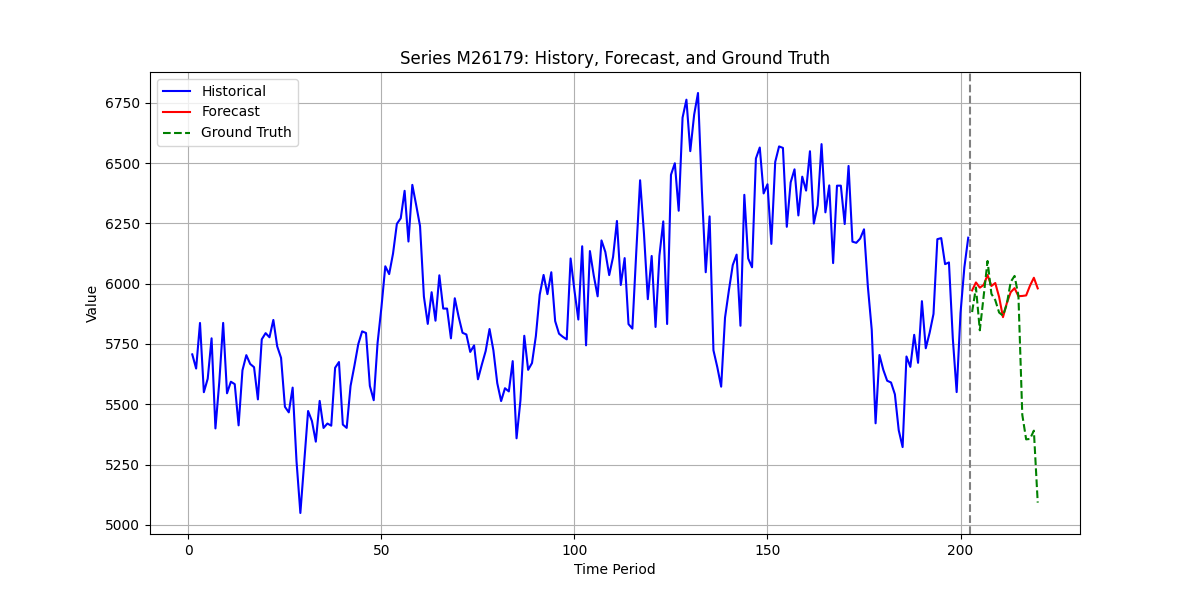 Series M26179: History, Forecast, and Ground Truth
Historical
Forecast
Ground Truth
Value
6750
6500
6250
6000
5750
5500
5250
5000
0 50 100 150 200
Time Period